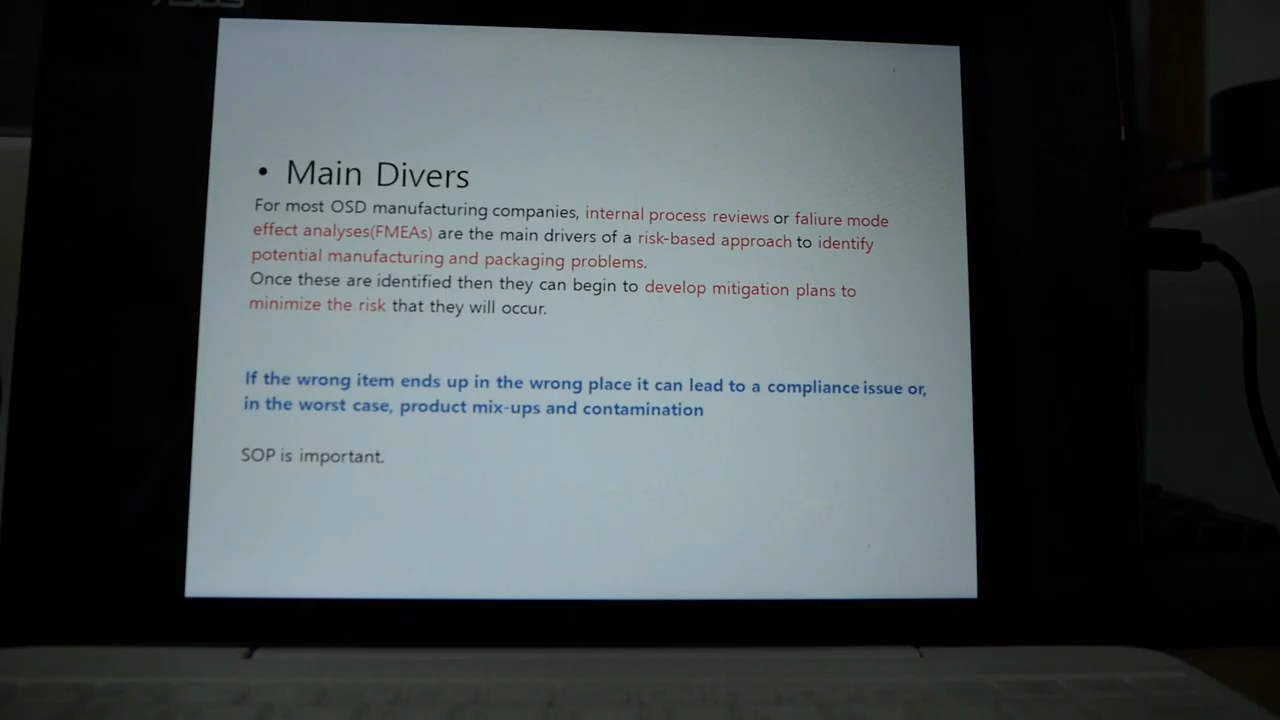 • Main Divers
For most OSD manufacturing companies, internal process reviews or faliure mode
effect analyses(FMEAs) are the main drivers of a risk-based approach to identify
potential manufacturing and packaging problems.
Once these are identified then they can begin to develop mitigation plans to
minimize the risk that they will occur.
If the wrong item ends up in the wrong place it can lead to a compliance issue or,
in the worst case, product mix-ups and contamination
SOP is important.